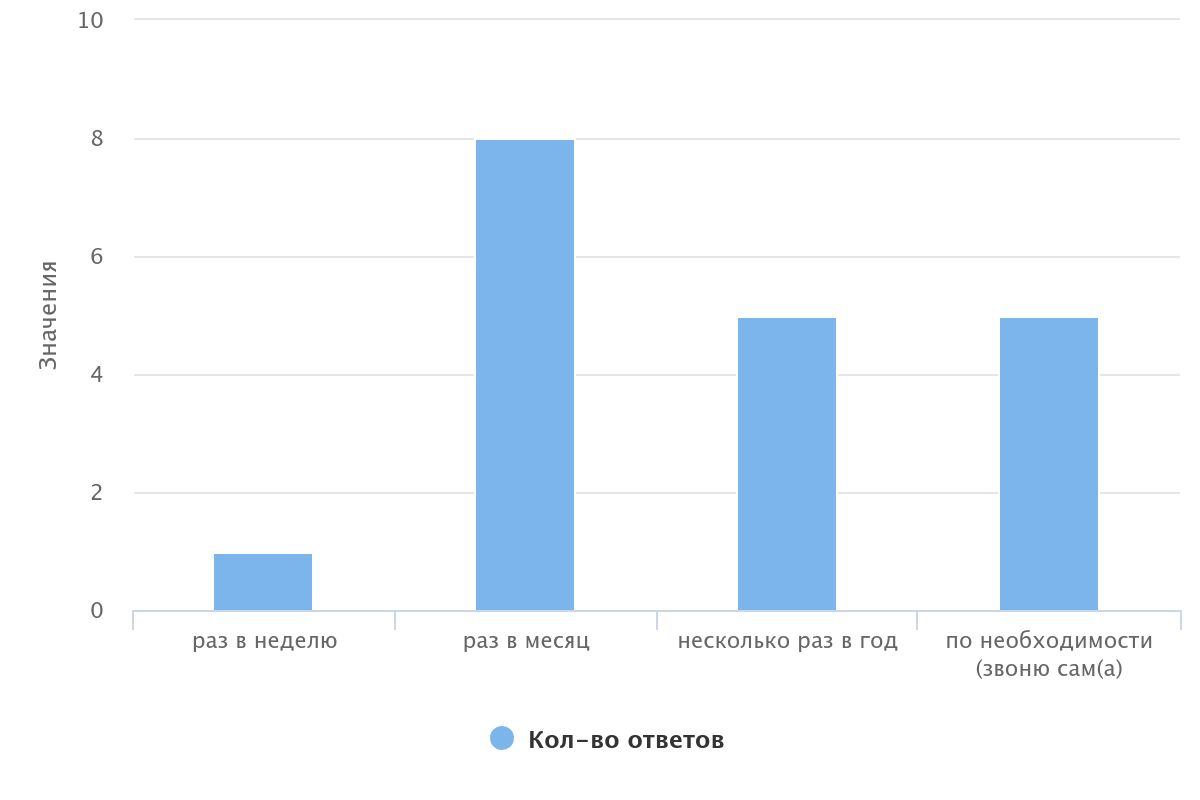 10
8
6
4
2
0
Значения
раз в неделю
раз в месяц
несколько раз в год
по необходимости
(звоню сам(а)
Кол-во ответов